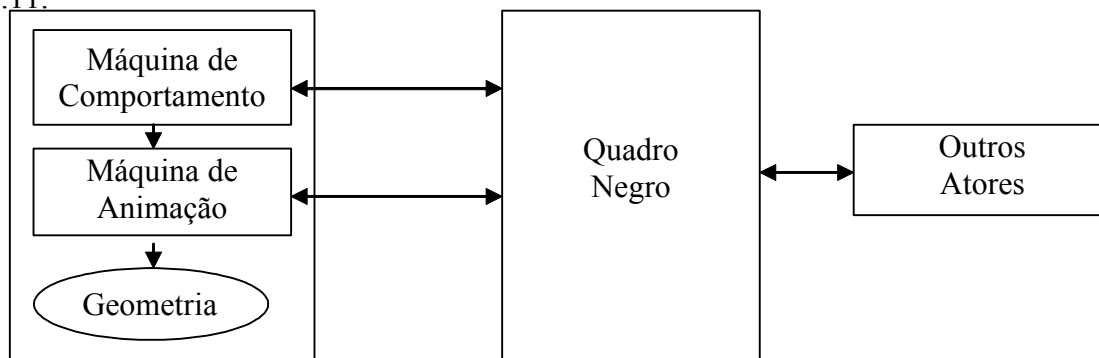 .11.
Máquina de
Comportamento
Máquina de
Animação
Geometria
Quadro
Negro
Outros
Atores